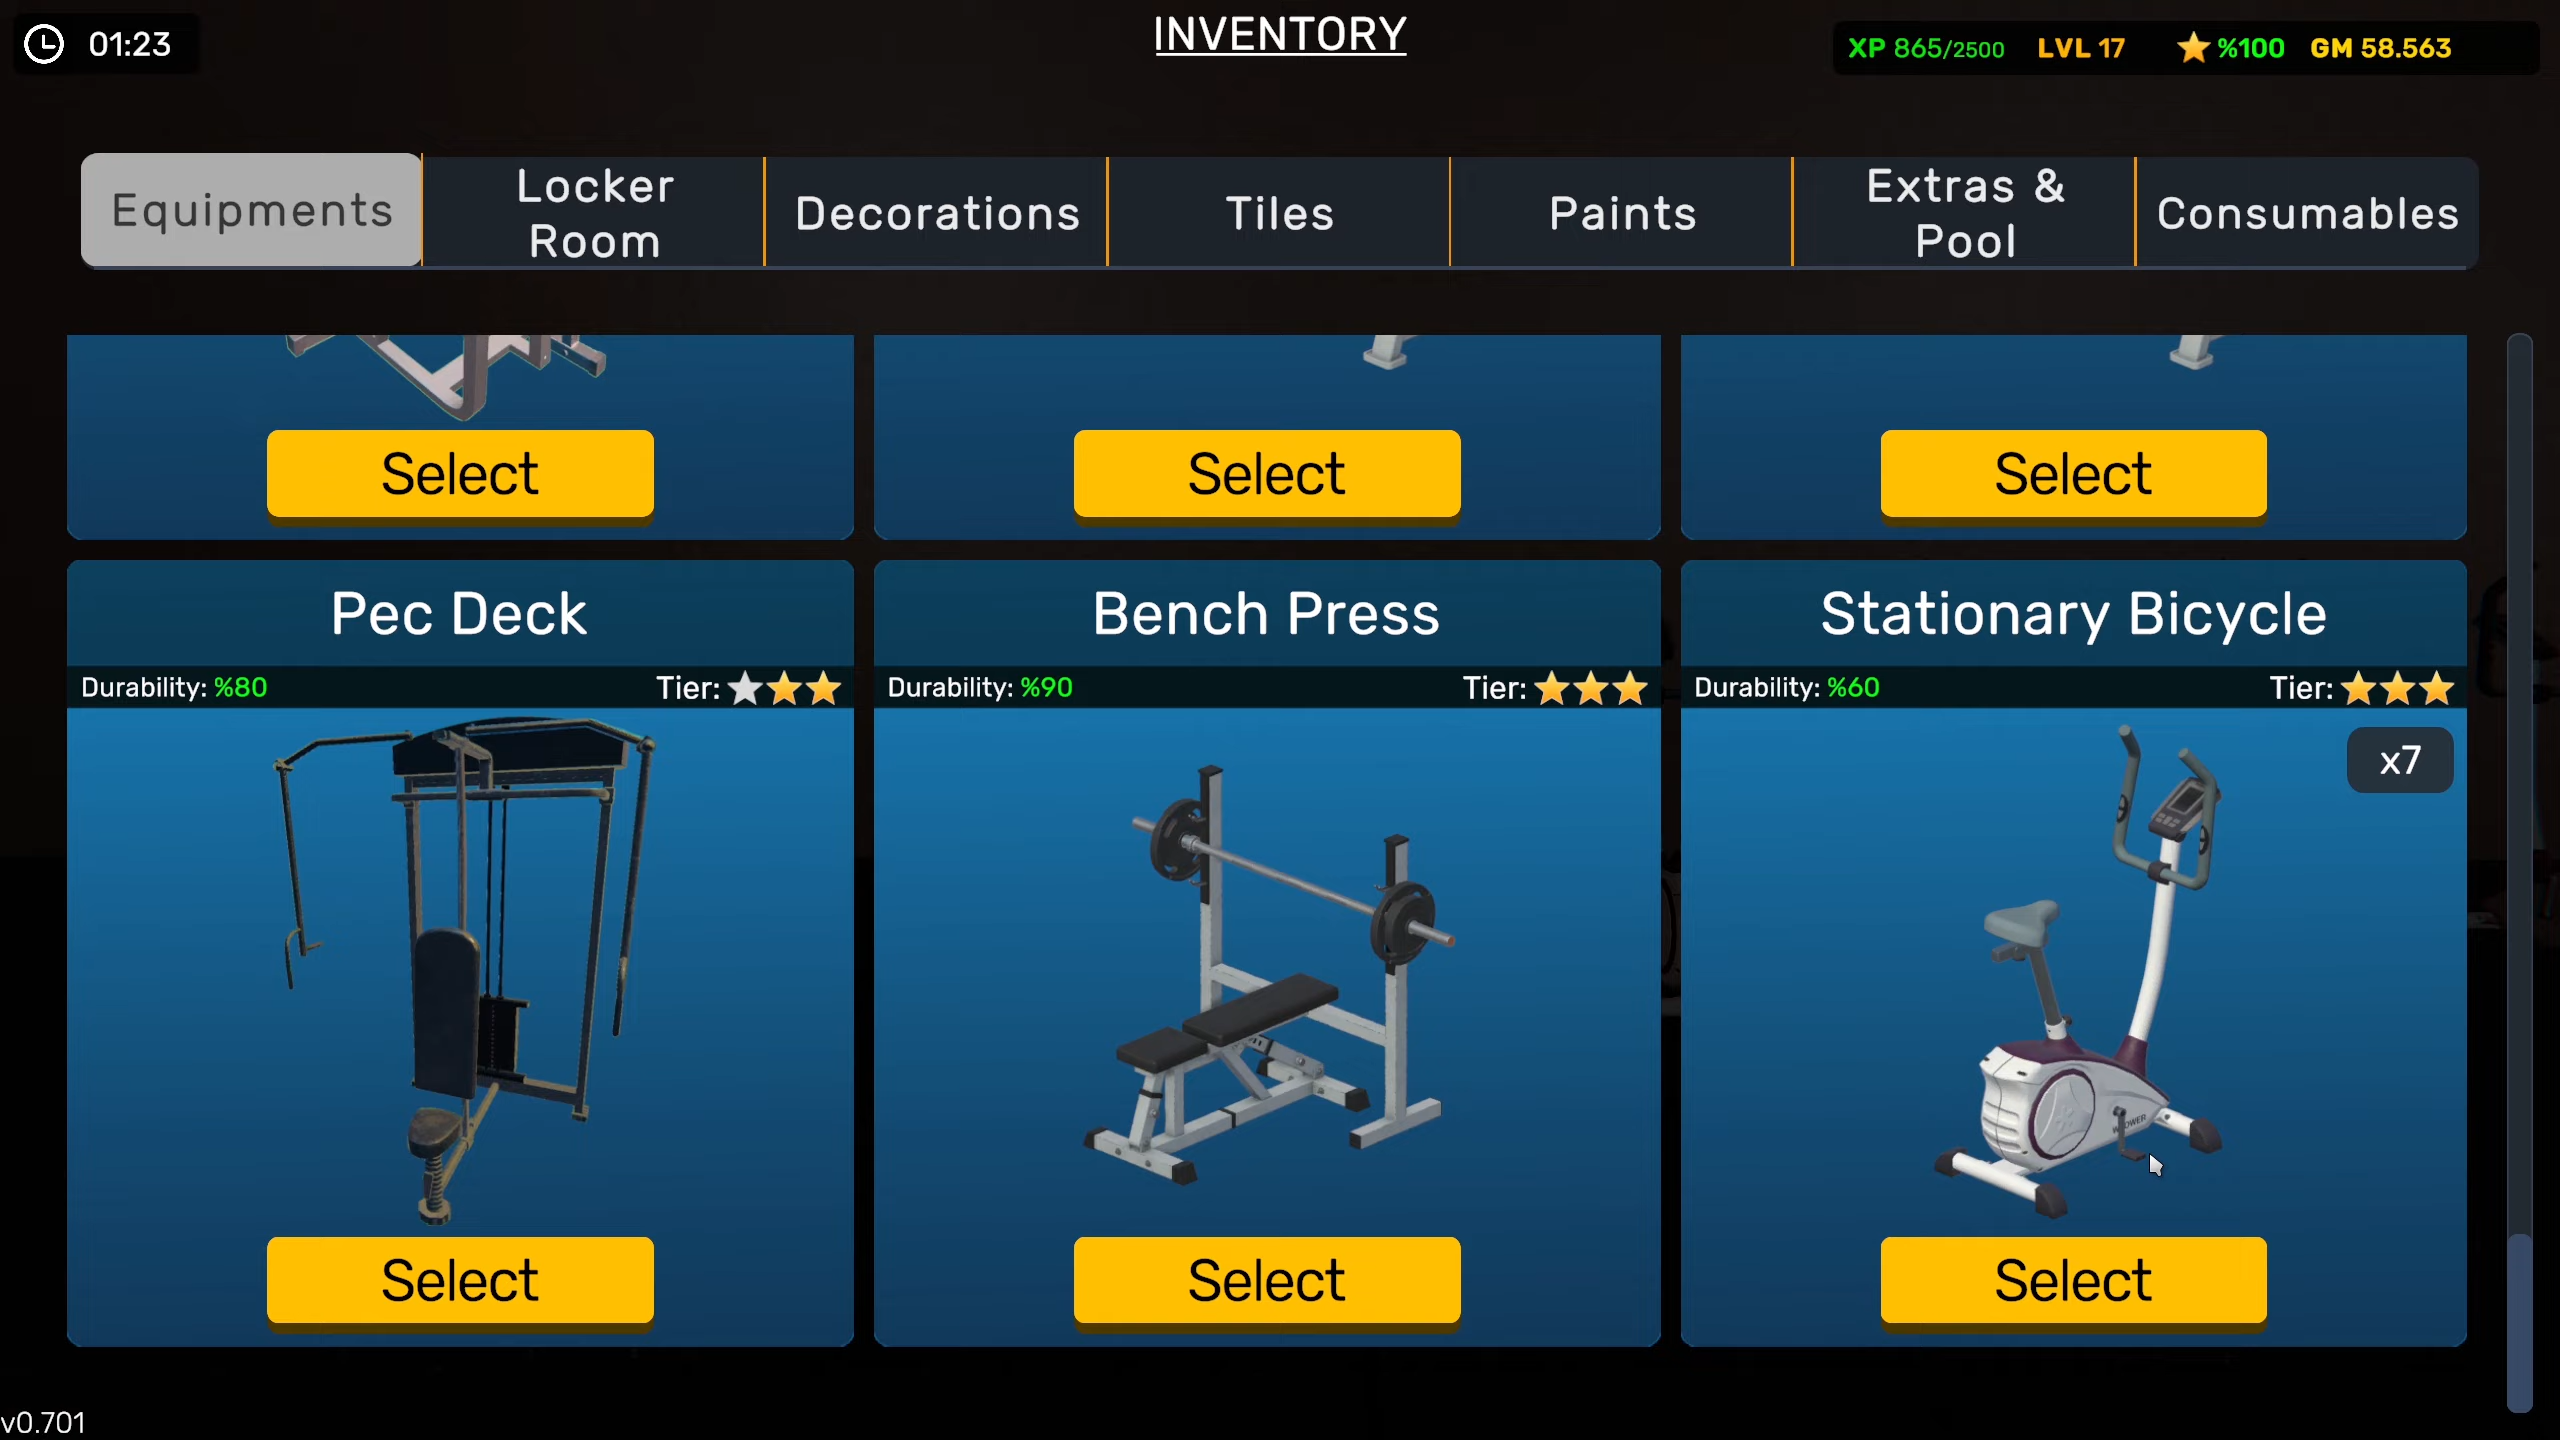 01:23
INVENTORY
XP 865/2500 LVL 17 %100 GM 58.563
Equipments
Locker
Room
Decorations
Tiles
Paints
Extras &
Pool
Consumables
Select
Select
Select
Pec Deck
Durability: %80 Tier:
Select
Bench Press
Durability: %90 Tier:
Select
Stationary Bicycle
Durability: %60 Tier:
x7
Select
v0.701